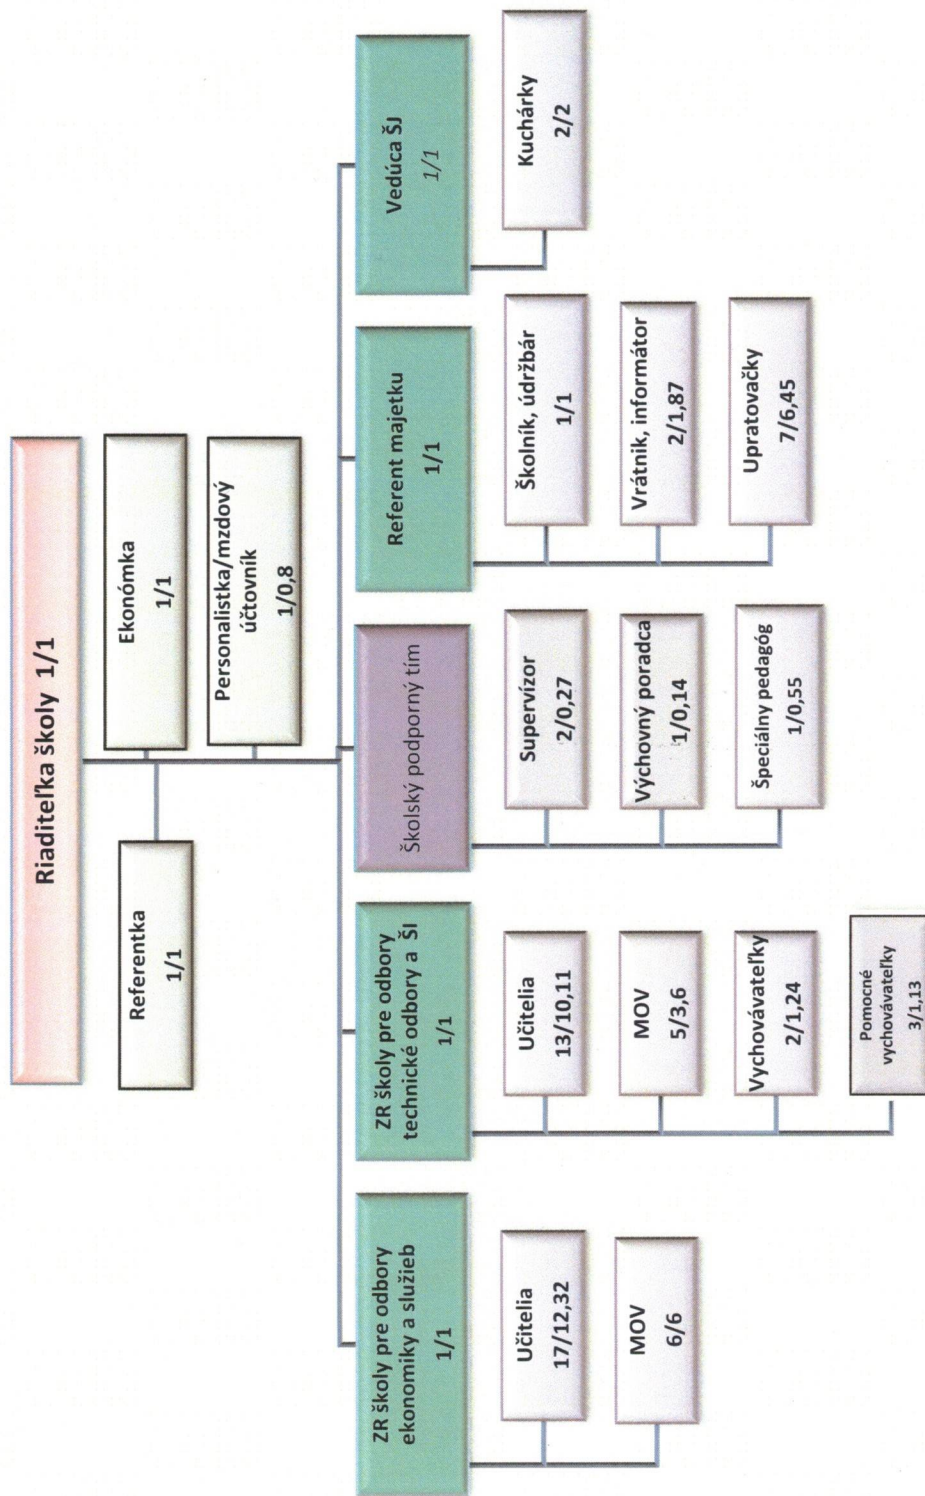 Riaditeľka školy 1/1
Referentka
1/1
Ekonómka
1/1
Personalistka/mzdový
účtovník
1/0,8
ZR školy pre odbory
ekonomiky a služieb
1/1
Učitelia
17/12,32
MOV
6/6
ZR školy pre odbory
technické odbory a ŠI
1/1
Učitelia
13/10,11
MOV
5/3,6
Vychovávateľky
2/1,24
Pomocné
vychovávateľky
3/1,13
Školský podporný tím
Supervízor
2/0,27
Výchovný poradca
1/0,14
Špeciálny pedagóg
1/0,55
Referent majetku
1/1
Školník, údržbár
1/1
Vrátnik, informátor
2/1,87
Upratovačky
7/6,45
Vedúca ŠJ
1/1
Kuchárky
2/2